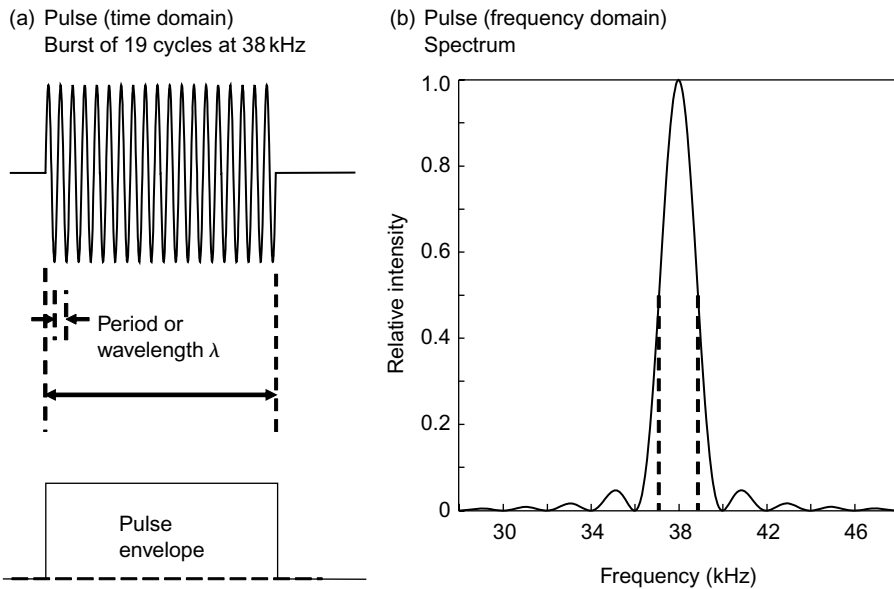 (a) Pulse (time domain)
Burst of 19 cycles at 38 kHz
Period or
wavelength λ
Pulse
envelope
(b) Pulse (frequency domain)
Spectrum
1.0
0.8
0.6
0.4
0.2
0
Relative intensity
30 34 38 42 46
Frequency (kHz)